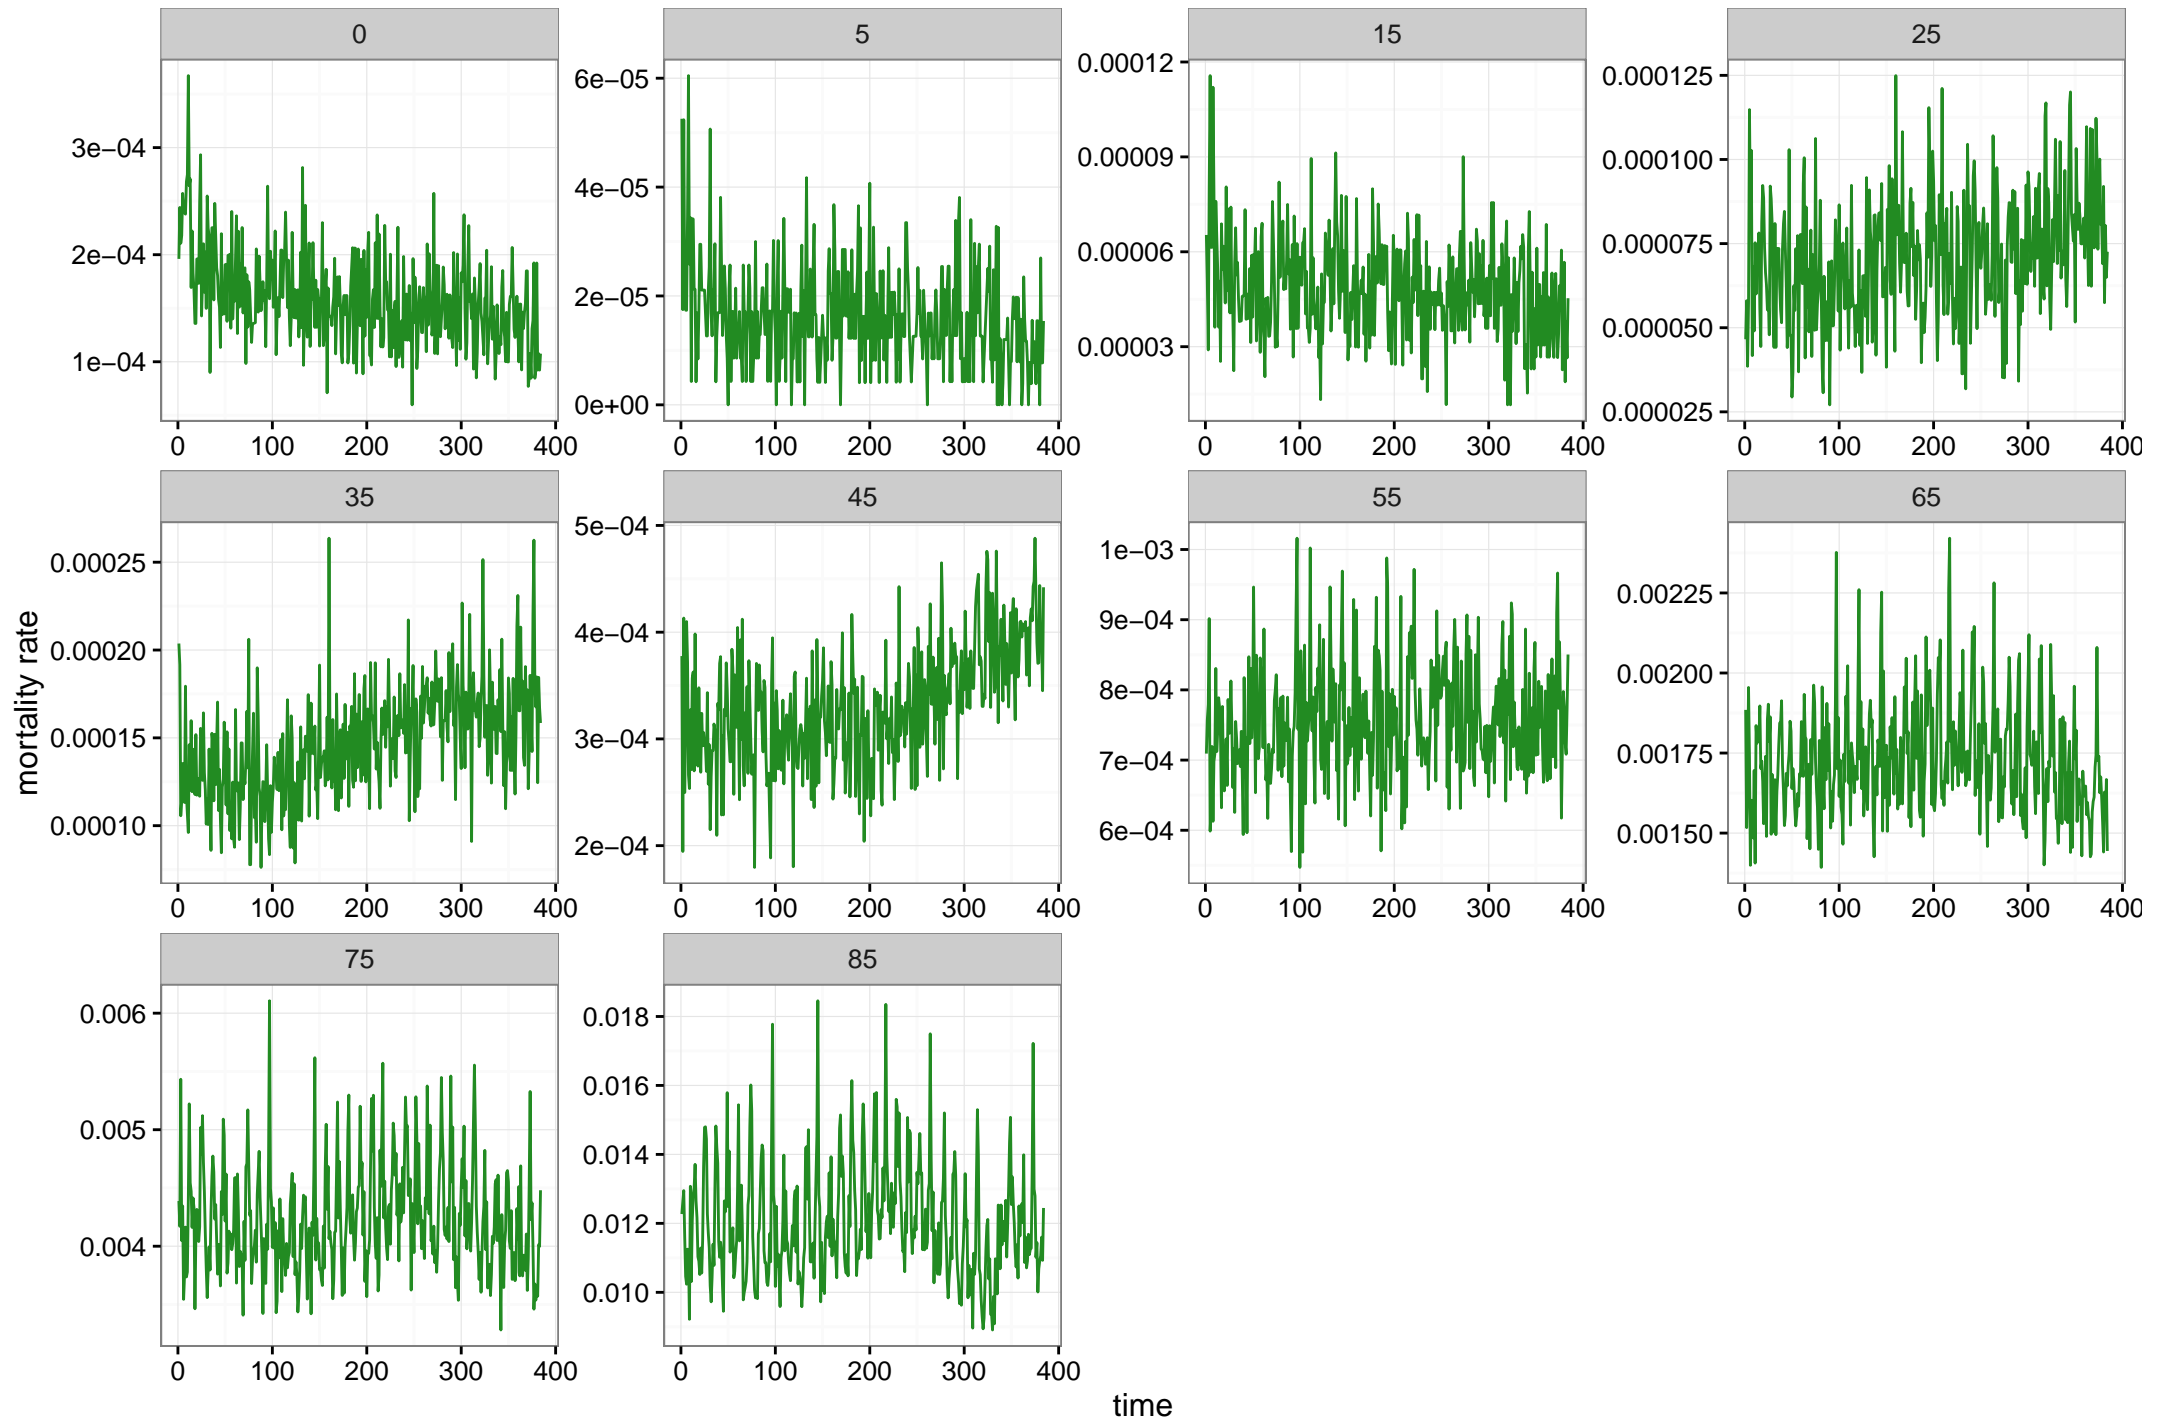 0 5 15 25
3e−04
2e−04
1e−04
6e−05
4e−05
2e−05
0e+00
0.00012
0.00009
0.00006
0.00003
0.000125
0.000100
0.000075
0.000050
0.000025
0 100 200 300 400 0 100 200 300 400 0 100 200 300 400 0 100 200 300 400
35 45 55 65
mortality rate
0.00025
0.00020
0.00015
0.00010
5e−04
4e−04
3e−04
2e−04
1e−03
9e−04
8e−04
7e−04
6e−04
0.00225
0.00200
0.00175
0.00150
0 100 200 300 400 0 100 200 300 400 0 100 200 300 400 0 100 200 300 400
75 85
0.006
0.005
0.004
0.018
0.016
0.014
0.012
0.010
0 100 200 300 400 0 100 200 300 400
time